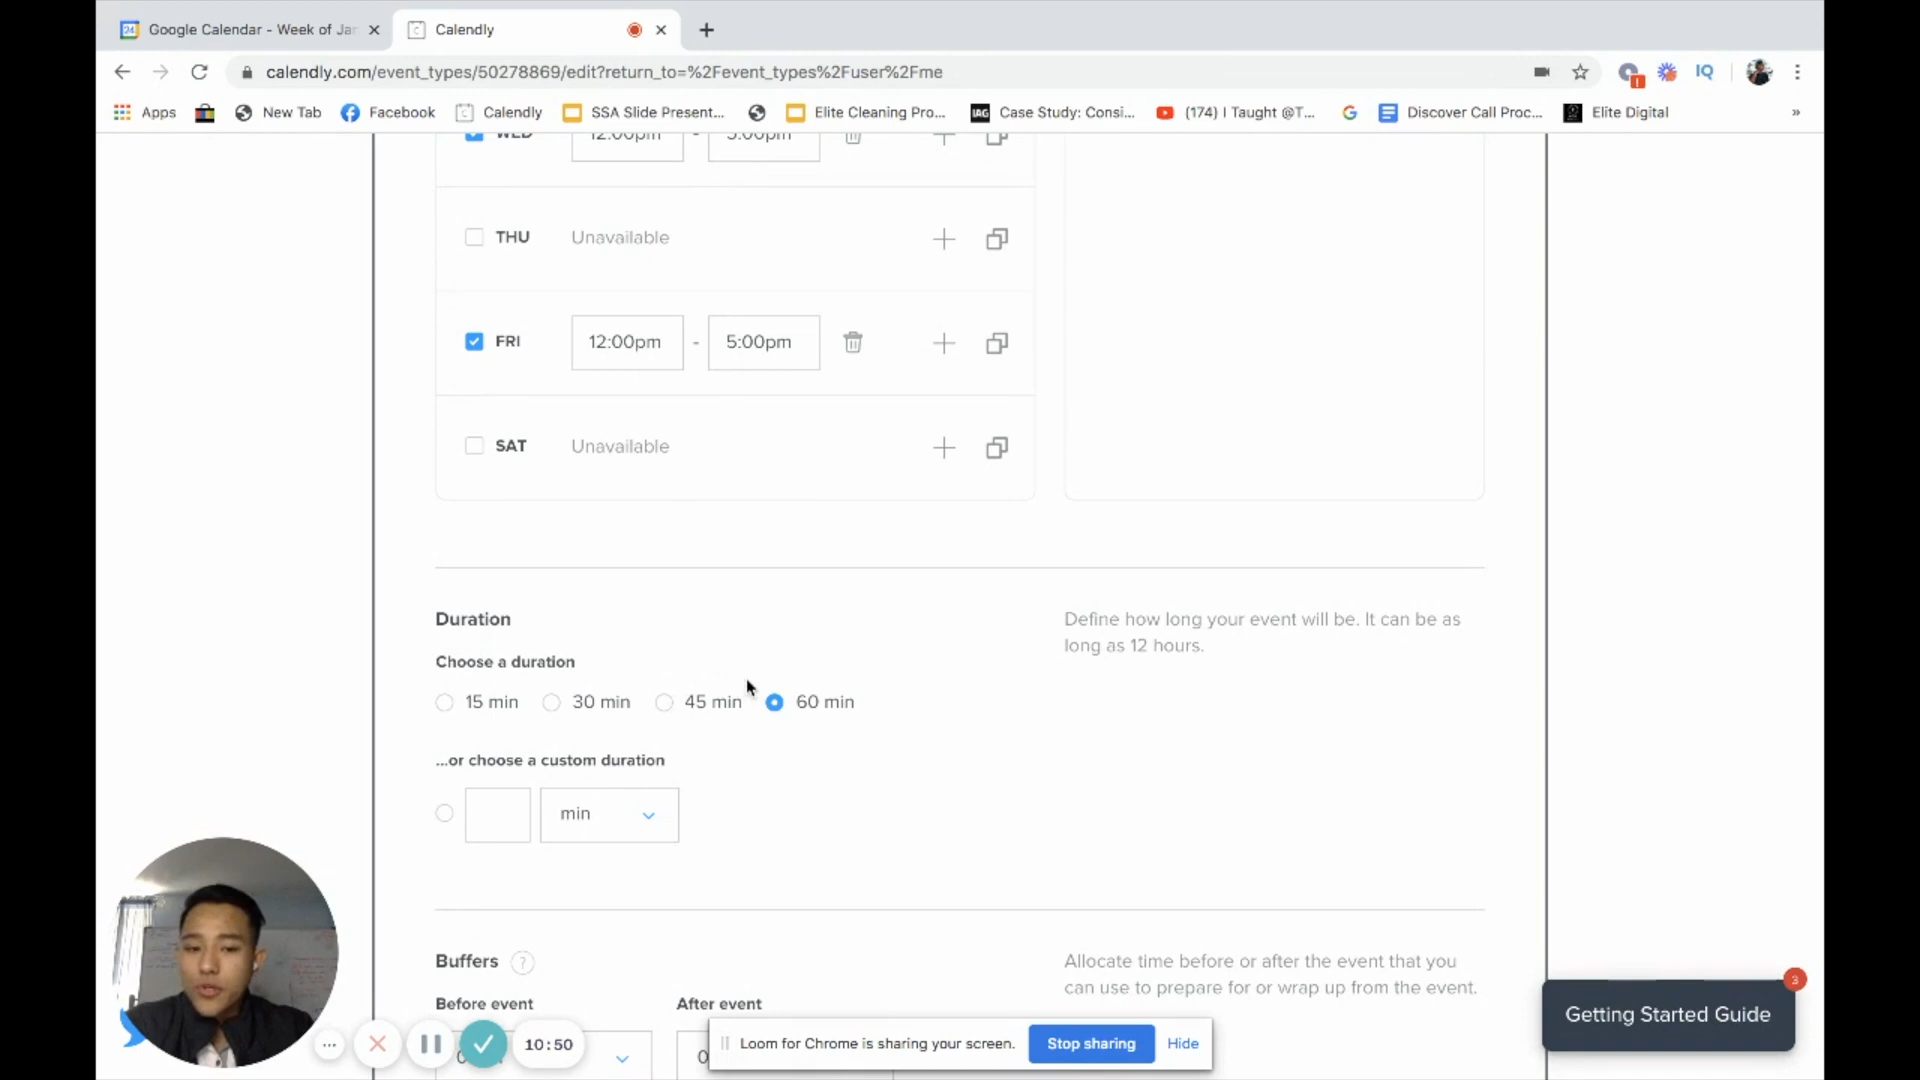 Google Calendar - Week of Jan
Calendly
calendly.com/event_types/50278869/edit?return_to=%2Fevent_types%2Fuser%2Fme
IQ
Apps
New Tab
Facebook
Calendly
SSA Slide Present...
Elite Cleaning Pro...
IAG
Case Study: Consi...
(174) I Taught @T...
Discover Call Proc...
Elite Digital
»
WED 12:00pm - 5:00pm
THU Unavailable
FRI 12:00pm - 5:00pm
SAT Unavailable
Duration
Define how long your event will be. It can be as
long as 12 hours.
Choose a duration
15 min 30 min 45 min 60 min
...or choose a custom duration
min
Buffers ?
Allocate time before or after the event that you
can use to prepare for or wrap up from the event.
Before event After event
10:50
Loom for Chrome is sharing your screen. Stop sharing Hide
Getting Started Guide
3